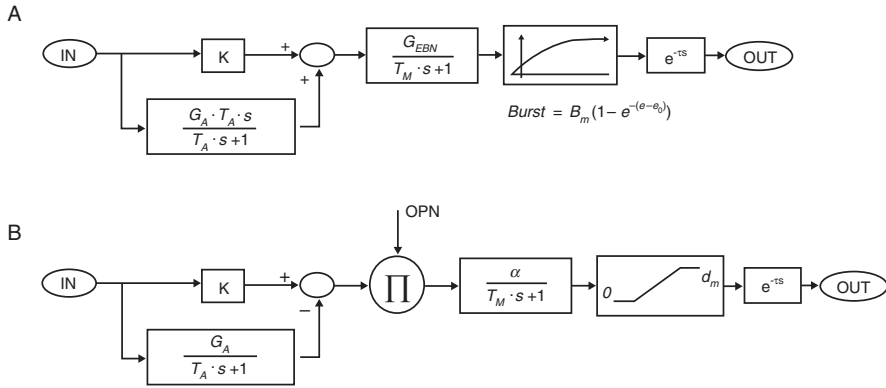 A
IN
K
+
+
G_A · T_A · s
T_A · s +1
G_EBN
T_M · s +1
Burst = B_m (1− e^−(e−e_0))
e^-τs
OUT
B
OPN
IN
K
+
−
G_A
T_A · s +1
∏
α
T_M · s +1
0
d_m
e^-τs
OUT